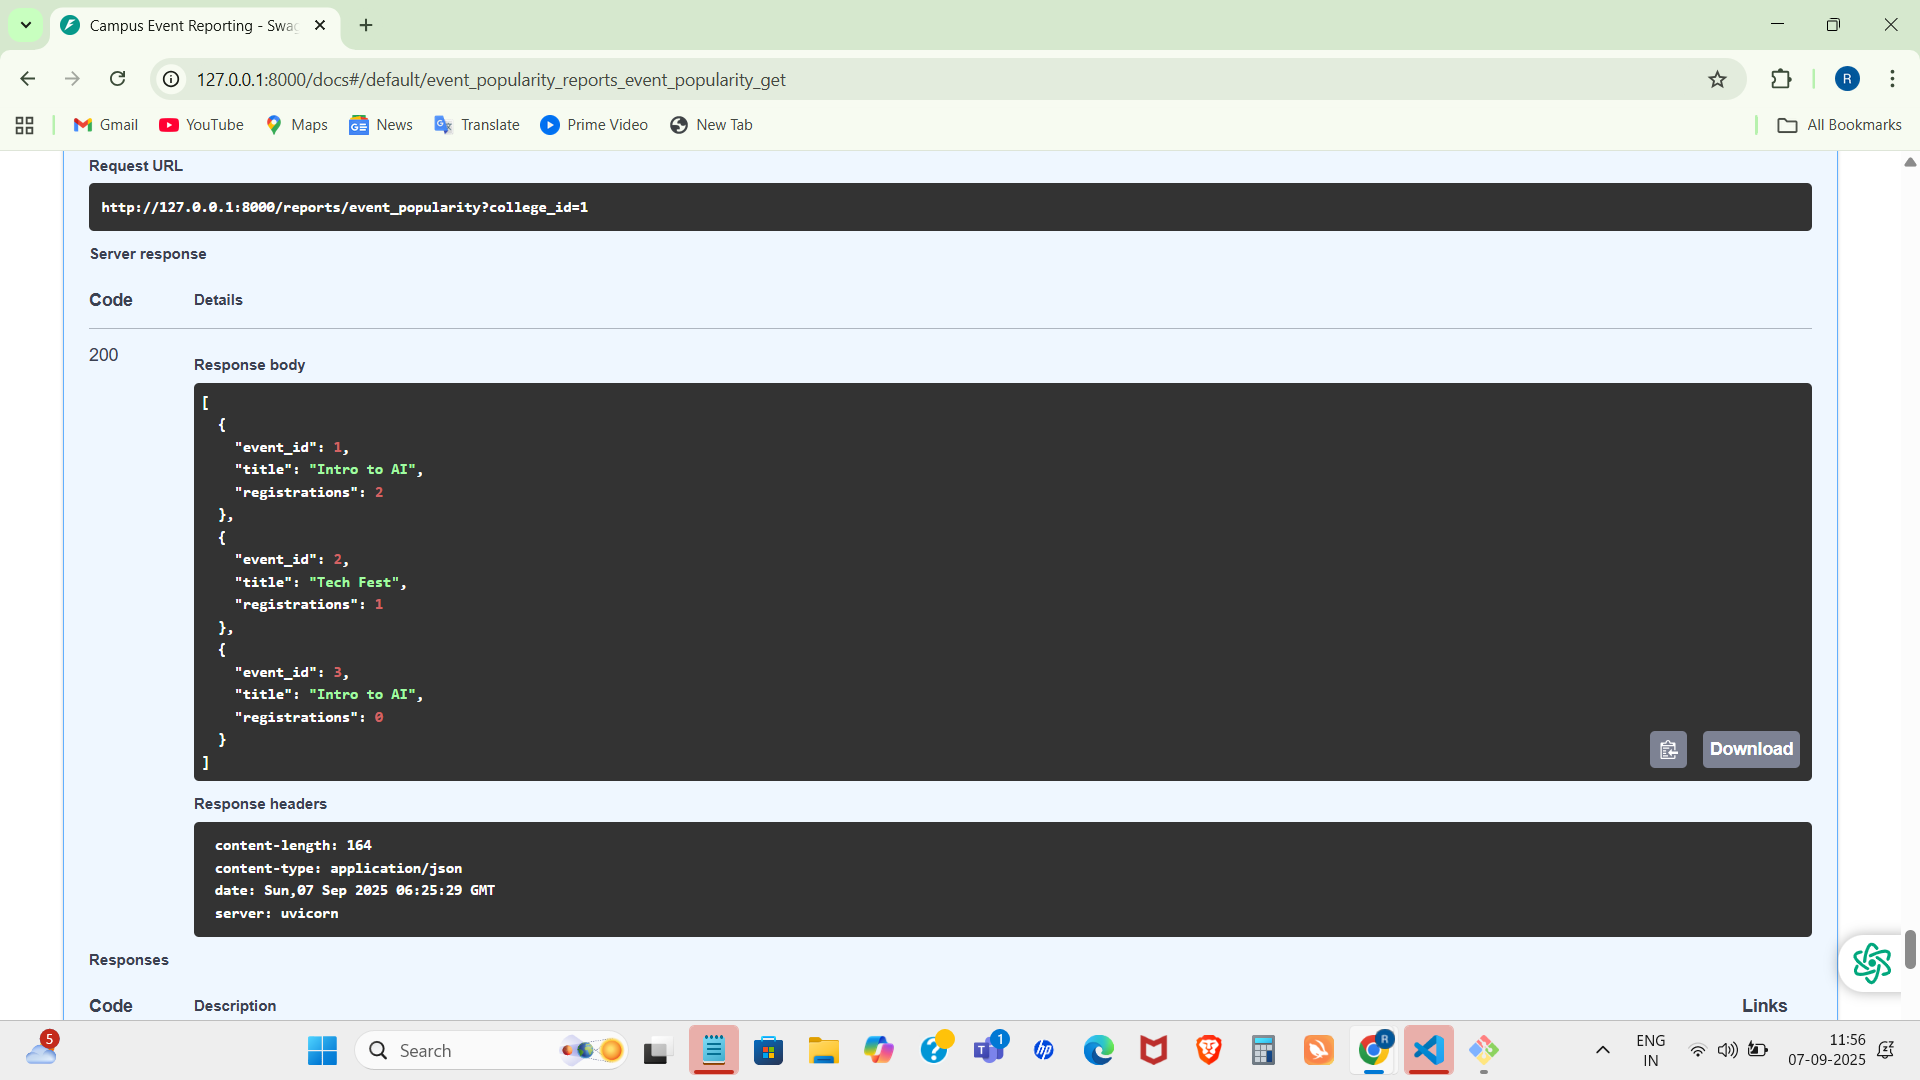 Campus Event Reporting - Swag
127.0.0.1:8000/docs#/default/event_popularity_reports_event_popularity_get
R
Gmail
YouTube
Maps
News
Translate
Prime Video
New Tab
All Bookmarks
Request URL
http://127.0.0.1:8000/reports/event_popularity?college_id=1
Server response
Code Details
200
Response body
[
{
"event_id": 1,
"title": "Intro to AI",
"registrations": 2
},
{
"event_id": 2,
"title": "Tech Fest",
"registrations": 1
},
{
"event_id": 3,
"title": "Intro to AI",
"registrations": 0
}
]
Download
Response headers
content-length: 164
content-type: application/json
date: Sun,07 Sep 2025 06:25:29 GMT
server: uvicorn
Responses
Code Description Links
5
Search
1
hp
R
ENG
IN
11:56
07-09-2025